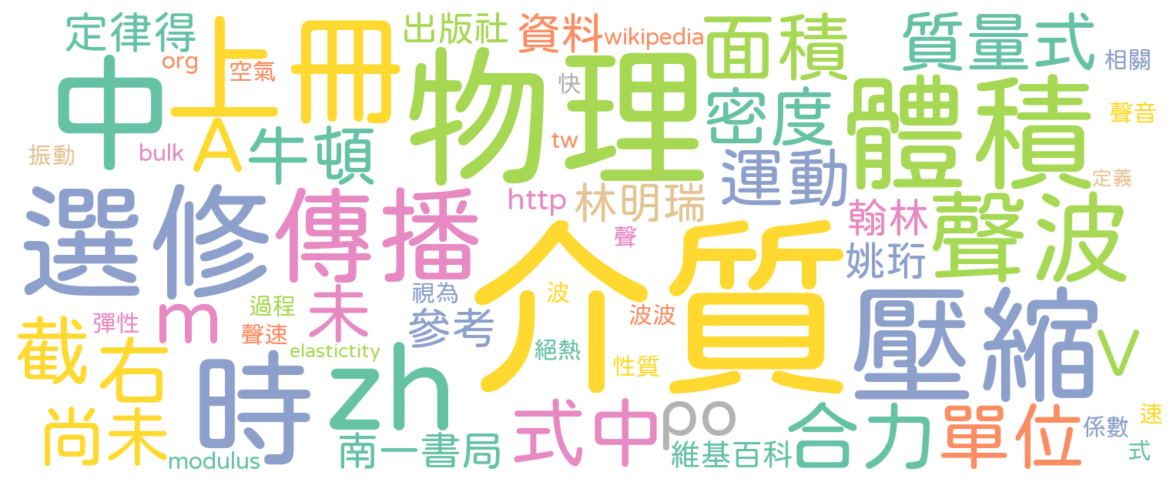 定律得
org
空氣
上冊
出版社
資料
wikipedia
面積
質量式
相關
中
A
牛頓
物理
快
tw
密度
體積
聲音
振動
bulk
運動
定義
選修
傳播
http
林明瑞
聲
翰林
姚珩
聲波
介質
m
過程
聲速
未
視為
參考
波
波波
壓縮
V
截
彈性
右
elastictity
絕熱
性質
尚未
時
zh
modulus
南一書局
式中
po
維基百科
合力
單位
係數
速
式